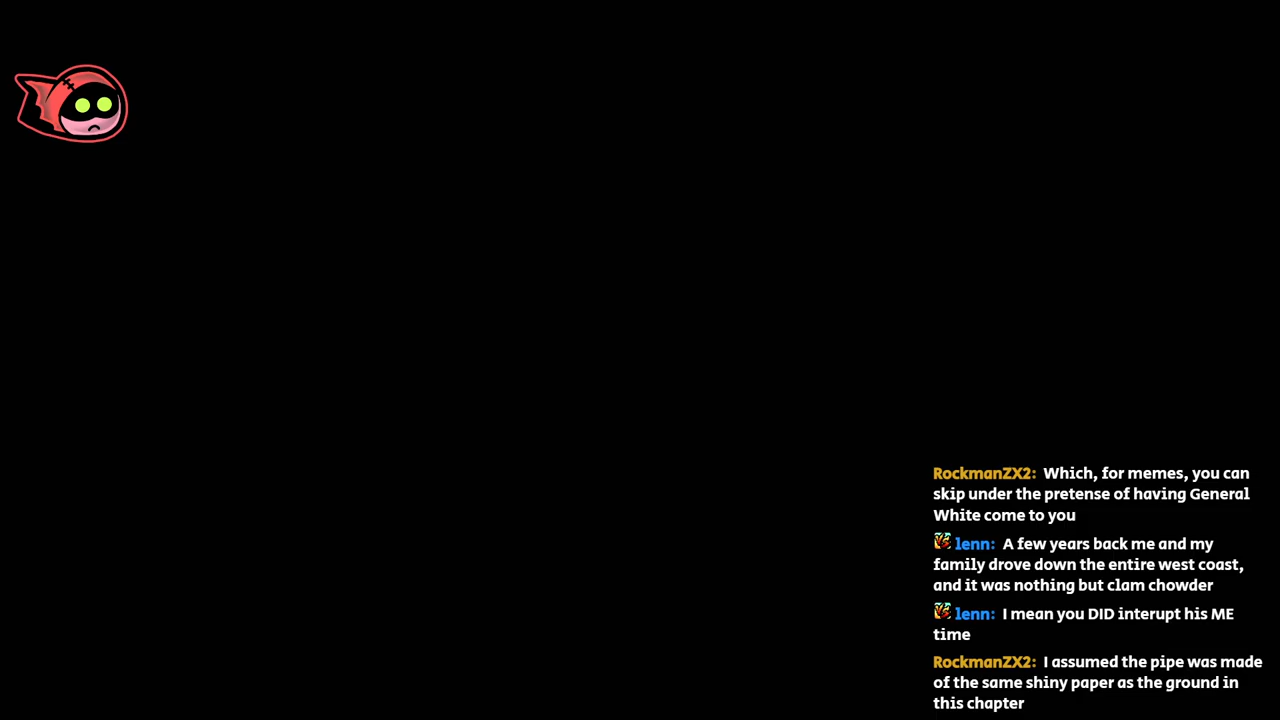 RockmanZX2: Which, for memes, you can
skip under the pretense of having General
White come to you
lenn: A few years back me and my
family drove down the entire west coast,
and it was nothing but clam chowder
lenn: I mean you DID interupt his ME
time
RockmanZX2: I assumed the pipe was made
of the same shiny paper as the ground in
this chapter